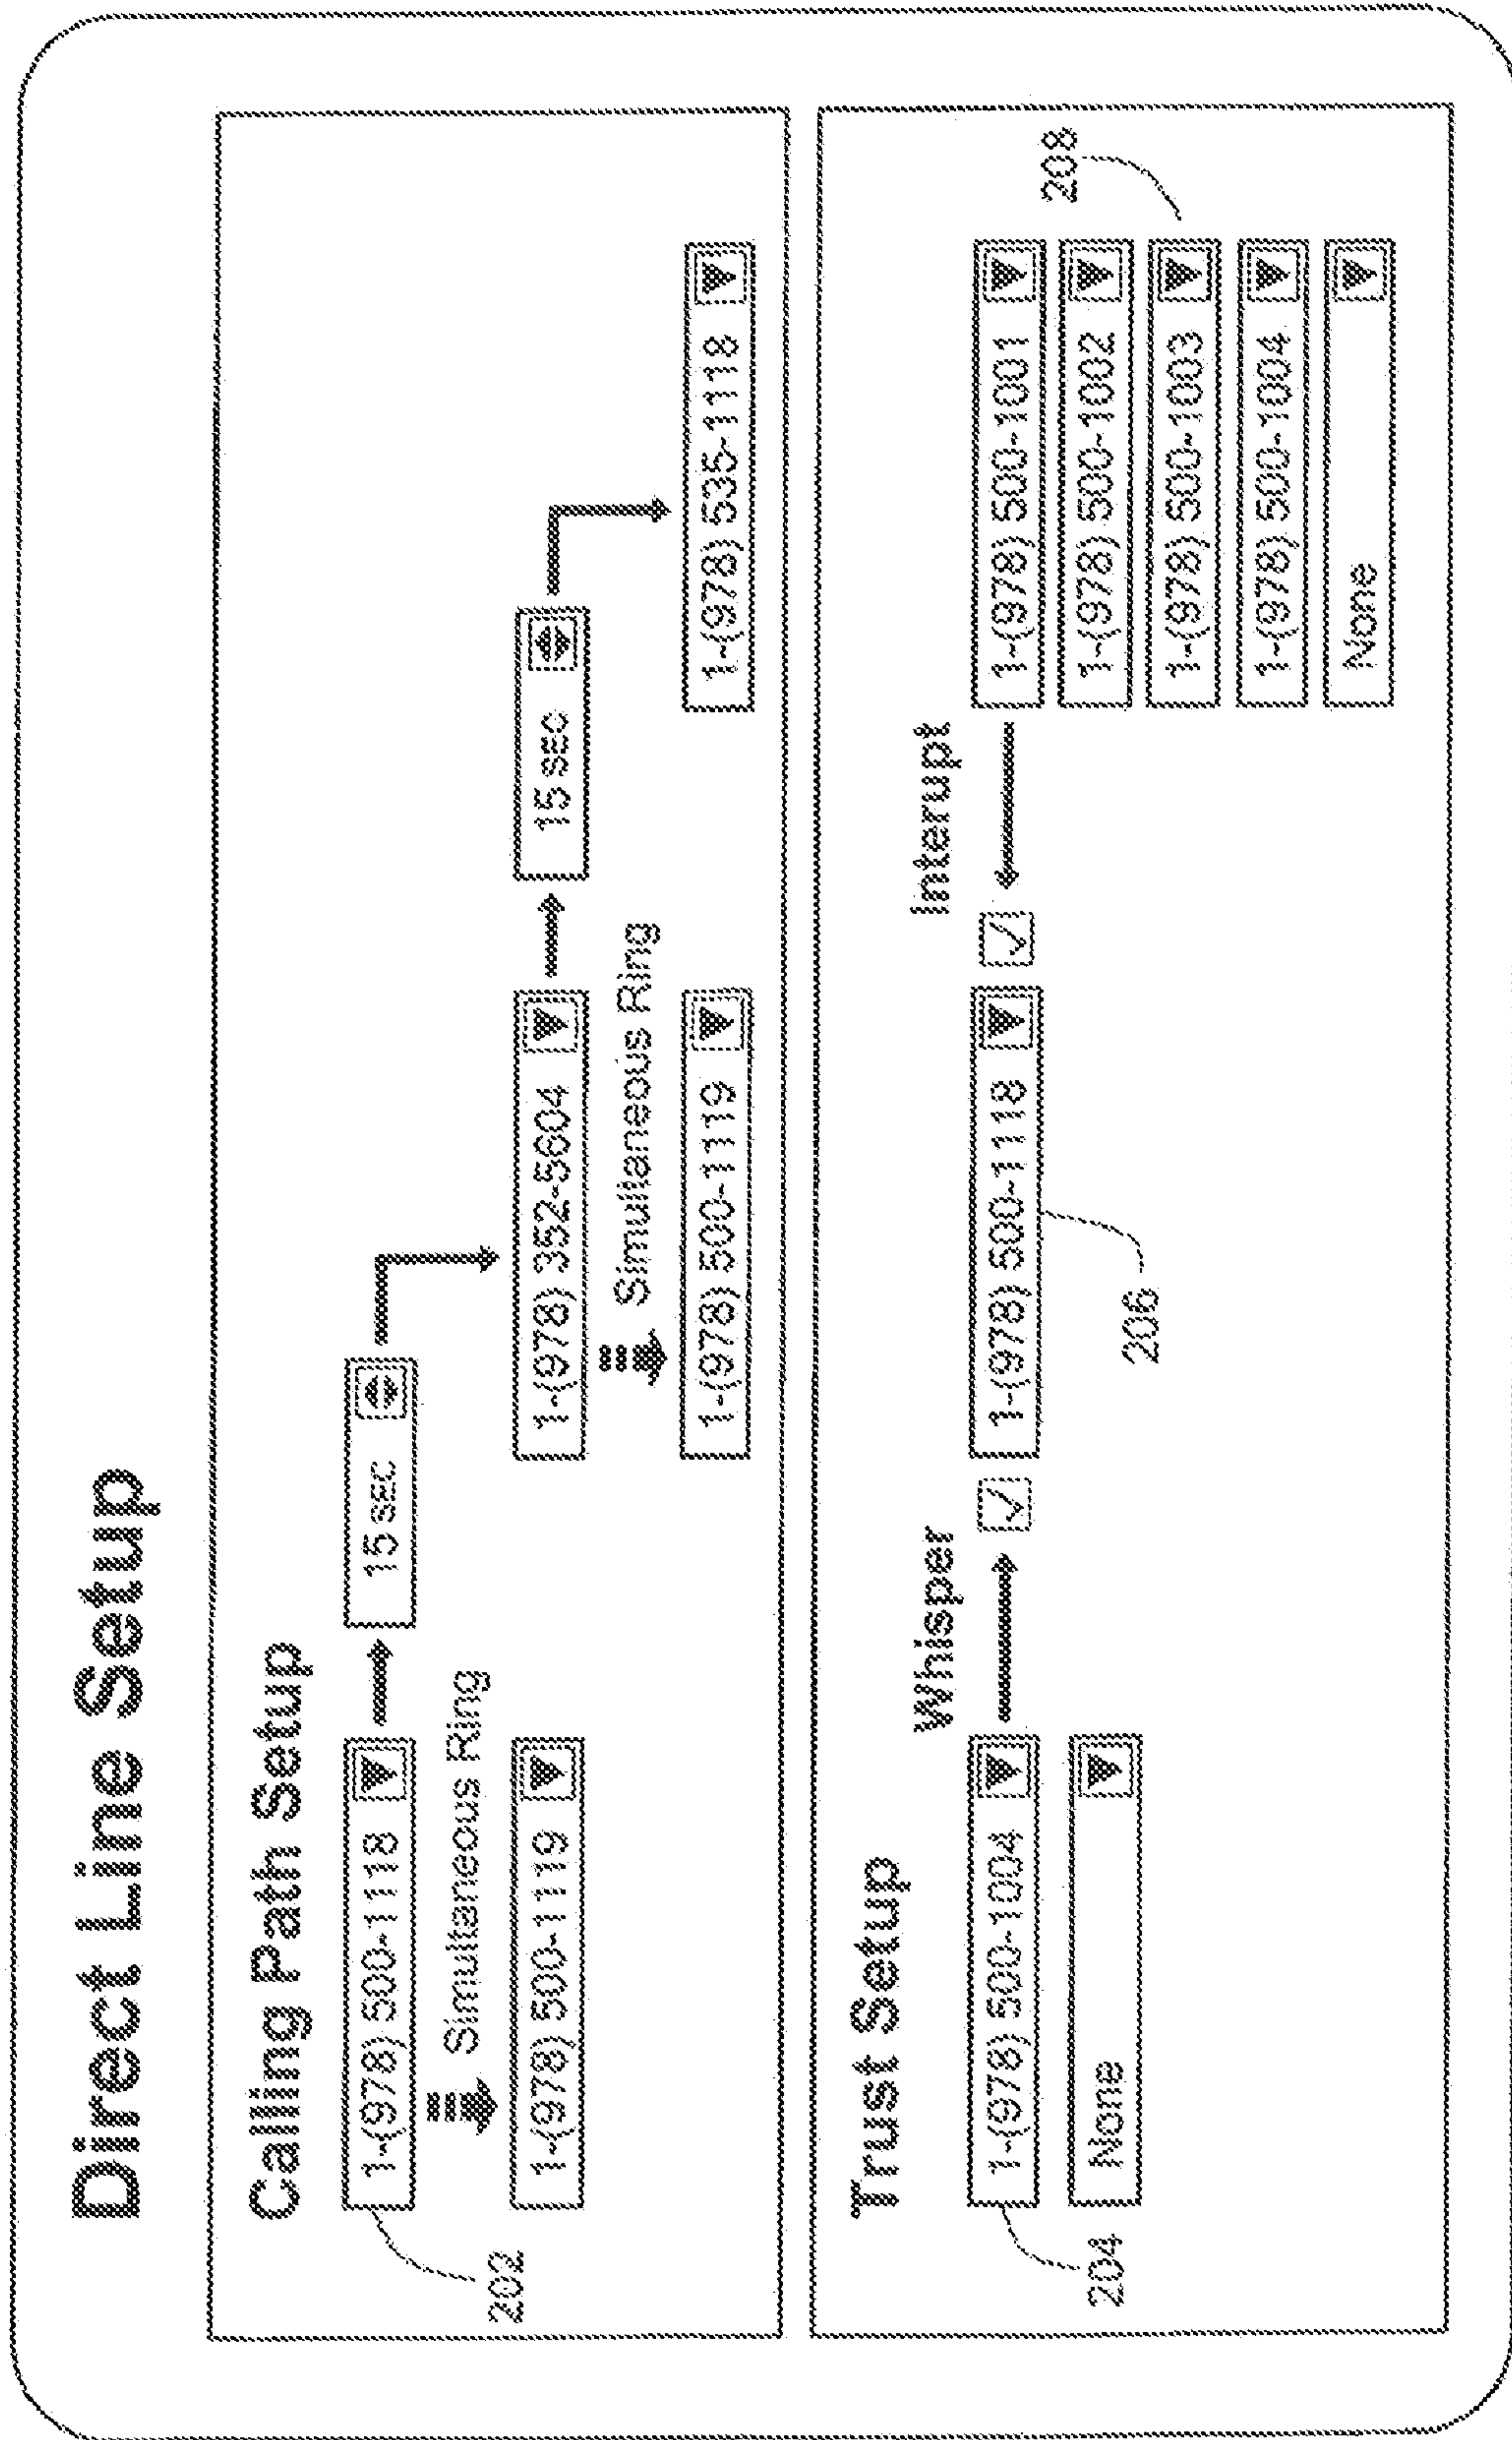 Direct Line Setup
Calling Path Setup
1-(978) 500-1118
15 SEC
202
Simultaneous Ring
1-(978) 500-1119
1-(978) 352-5604
15 SEC
Simultaneous Ring
1-(978) 500-1119
1-(978) 535-1118
Trust Setup
Whisper
Interupt
1-(978) 500-1004
1-(978) 500-1118
1-(978) 500-1001
204
None
206
1-(978) 500-1002
208
1-(978) 500-1003
1-(978) 500-1004
None